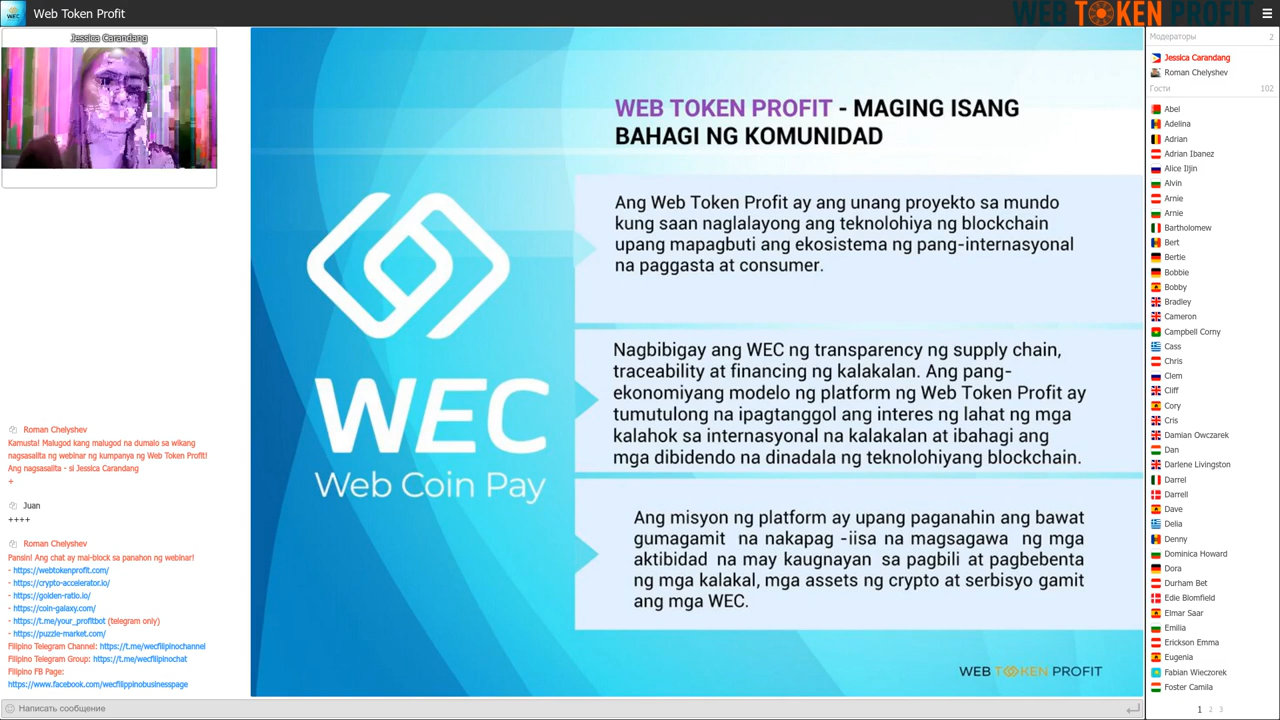 WEC
Web Token Profit
WEB TOKEN PROFIT
Jessica Carandang
WEB TOKEN PROFIT - MAGING ISANG
BAHAGI NG KOMUNIDAD
Ang Web Token Profit ay ang unang proyekto sa mundo
kung saan naglalayong ang teknolohiya ng blockchain
upang mapagbuti ang ekosistema ng pang-internasyonal
na paggasta at consumer.
Nagbibigay ang WEC ng transparency ng supply chain,
traceability at financing ng kalakalan. Ang pang-
ekonomiyang modelo ng platform ng Web Token Profit ay
tumutulong na ipagtanggol ang interes ng lahat ng mga
kalahok sa internasyonal na kalakalan at ibahagi ang
mga dibidendo na dinadala ng teknolohiyang blockchain.
Ang misyon ng platform ay upang paganahin ang bawat
gumagamit na nakapag -iisa na magsagawa ng mga
aktibidad na may kaugnayan sa pagbili at pagbebenta
ng mga kalakal, mga assets ng crypto at serbisyo gamit
ang mga WEC.
WEC
Web Coin Pay
WEB TOKEN PROFIT
Roman Chelyshev
Kamusta! Malugod kang malugod na dumalo sa wikang
nagsasalita ng webinar ng kumpanya ng Web Token Profit!
Ang nagsasalita - si Jessica Carandang
+
Juan
++++
Roman Chelyshev
Pansin! Ang chat ay mai-block sa panahon ng webinar!
- https://webtokenprofit.com/
- https://crypto-accelerator.io/
- https://golden-ratio.io/
- https://coin-galaxy.com/
- https://t.me/your_profitbot (telegram only)
- https://puzzle-market.com/
Filipino Telegram Channel: https://t.me/wecfilipinochannel
Filipino Telegram Group: https://t.me/wecfilipinochat
Filipino FB Page:
https://www.facebook.com/wecfilippinobusinesspage
Написать сообщение
Модераторы 2
Jessica Carandang
Roman Chelyshev
Гости 102
Abel
Adelina
Adrian
Adrian Ibanez
Alice Iljin
Alvin
Arnie
Arnie
Bartholomew
Bert
Bertie
Bobbie
Bobby
Bradley
Cameron
Campbell Corny
Cass
Chris
Clem
Cliff
Cory
Cris
Damian Owczarek
Dan
Darlene Livingston
Darrel
Darrell
Dave
Delia
Denny
Dominica Howard
Dora
Durham Bet
Edie Blomfield
Elmar Saar
Emilia
Erickson Emma
Eugenia
Fabian Wieczorek
Foster Camila
1 2 3